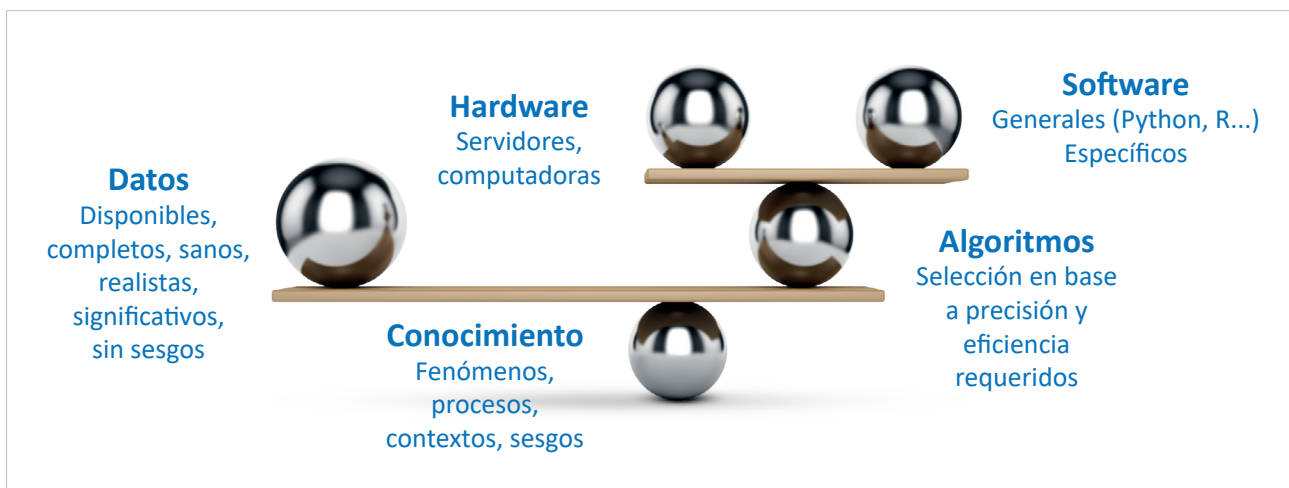 Datos
Disponibles,
completos, sanos,
realistas,
significativos,
sin sesgos
Hardware
Servidores,
computadoras
Software
Generales (Python, R...)
Específicos
Conocimiento
Fenómenos,
procesos,
contextos, sesgos
Algoritmos
Selección en base
a precisión y
eficiencia
requeridos